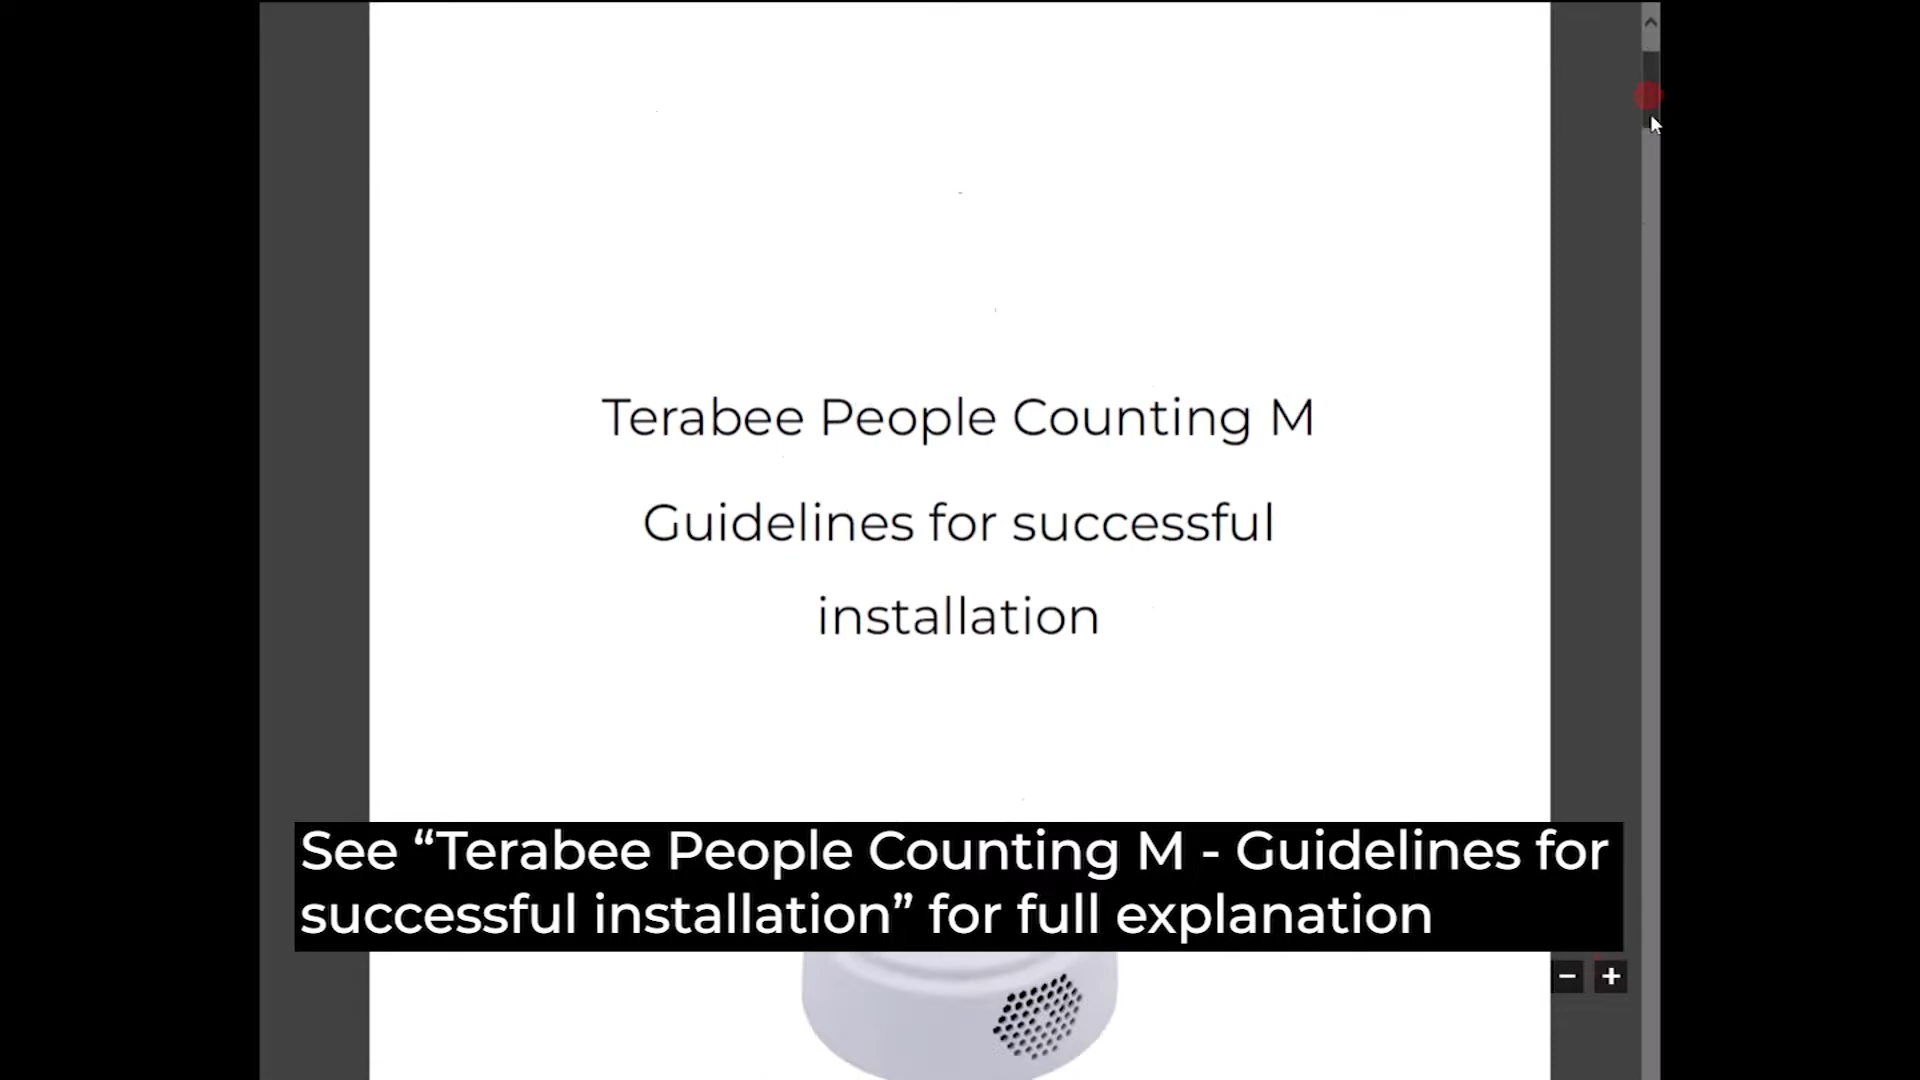 Terabee People Counting M
Guidelines for successful
installation
See “Terabee People Counting M - Guidelines for
successful installation” for full explanation